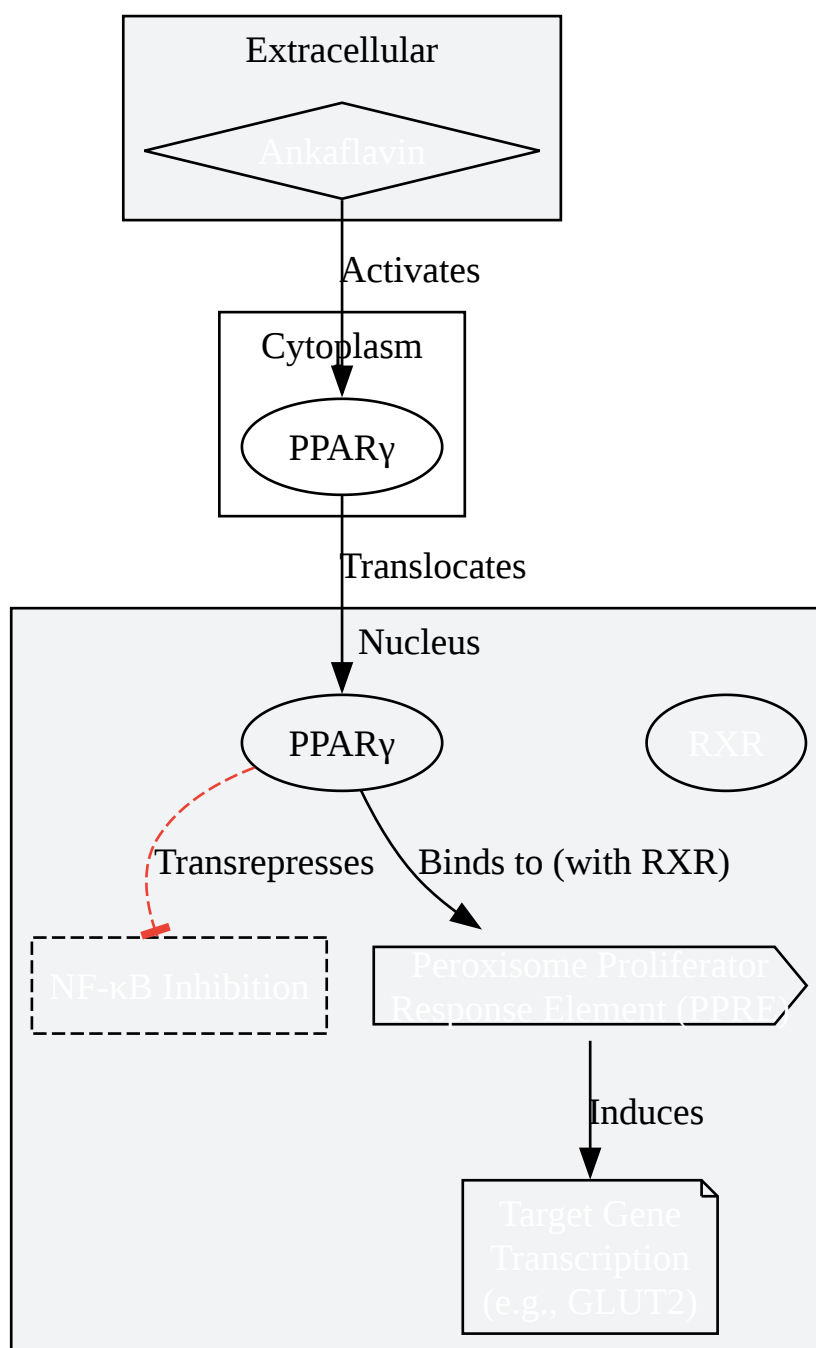 Extracellular
Ankaflavin
Activates
Cytoplasm
PPARγ
Translocates
Nucleus
PPARγ
RXR
Transrepresses
Binds to (with RXR)
NF-κB Inhibition
Peroxisome Proliferator
Response Element (PPRE)
Induces
Target Gene
Transcription
(e.g., GLUT2)